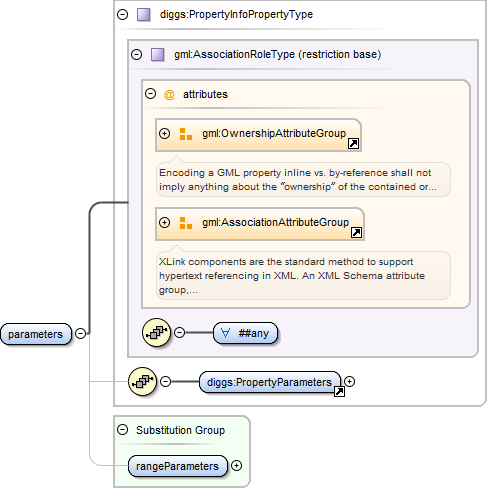 diggs:PropertyInfoPropertyType
gml:AssociationRoleType (restriction base)
@ attributes
gml:OwnershipAttributeGroup
Encoding a GML property inline vs. by-reference shall not
imply anything about the "ownership" of the contained or...
gml:AssociationAttributeGroup
XLink components are the standard method to support
hypertext referencing in XML. An XML Schema attribute
group,...
parameters
∀ ##any
diggs:PropertyParameters
Substitution Group
rangeParameters